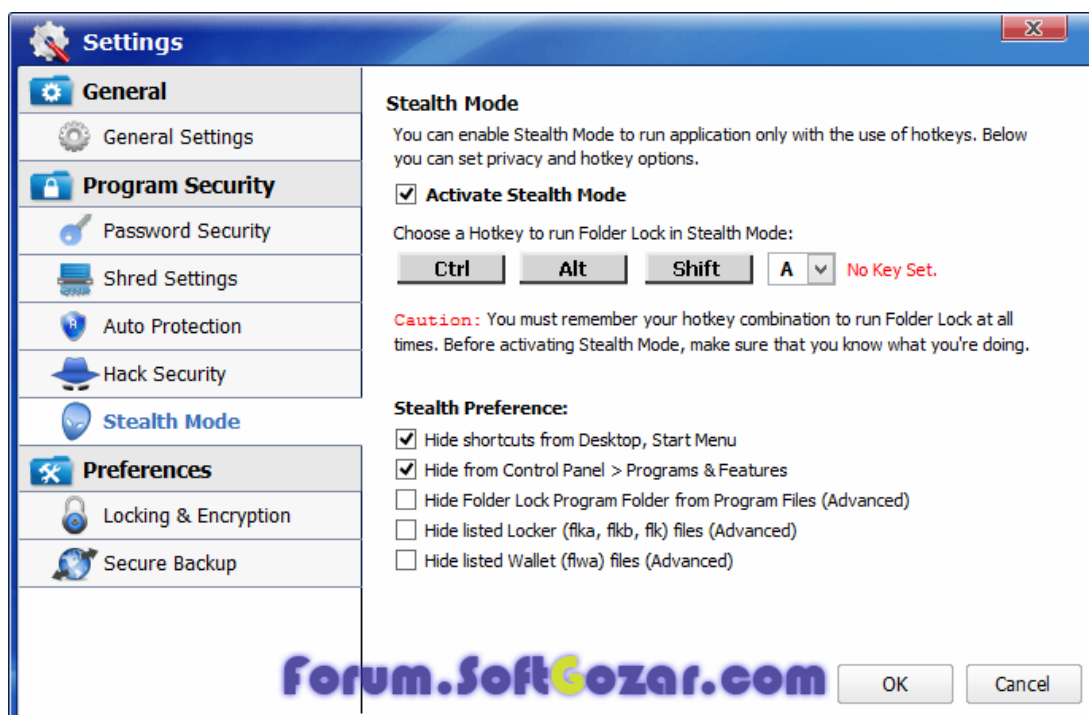 Settings
General
General Settings
Program Security
Password Security
Shred Settings
Auto Protection
Hack Security
Stealth Mode
Preferences
Locking & Encryption
Secure Backup
Stealth Mode
You can enable Stealth Mode to run application only with the use of hotkeys. Below
you can set privacy and hotkey options.
Activate Stealth Mode
Choose a Hotkey to run Folder Lock in Stealth Mode:
Ctrl Alt Shift A No Key Set.
Caution: You must remember your hotkey combination to run Folder Lock at all
times. Before activating Stealth Mode, make sure that you know what you're doing.
Stealth Preference:
Hide shortcuts from Desktop, Start Menu
Hide from Control Panel > Programs & Features
Hide Folder Lock Program Folder from Program Files (Advanced)
Hide listed Locker (flka, flkb, flk) files (Advanced)
Hide listed Wallet (flwa) files (Advanced)
Forum.SoftGozar.com
OK Cancel